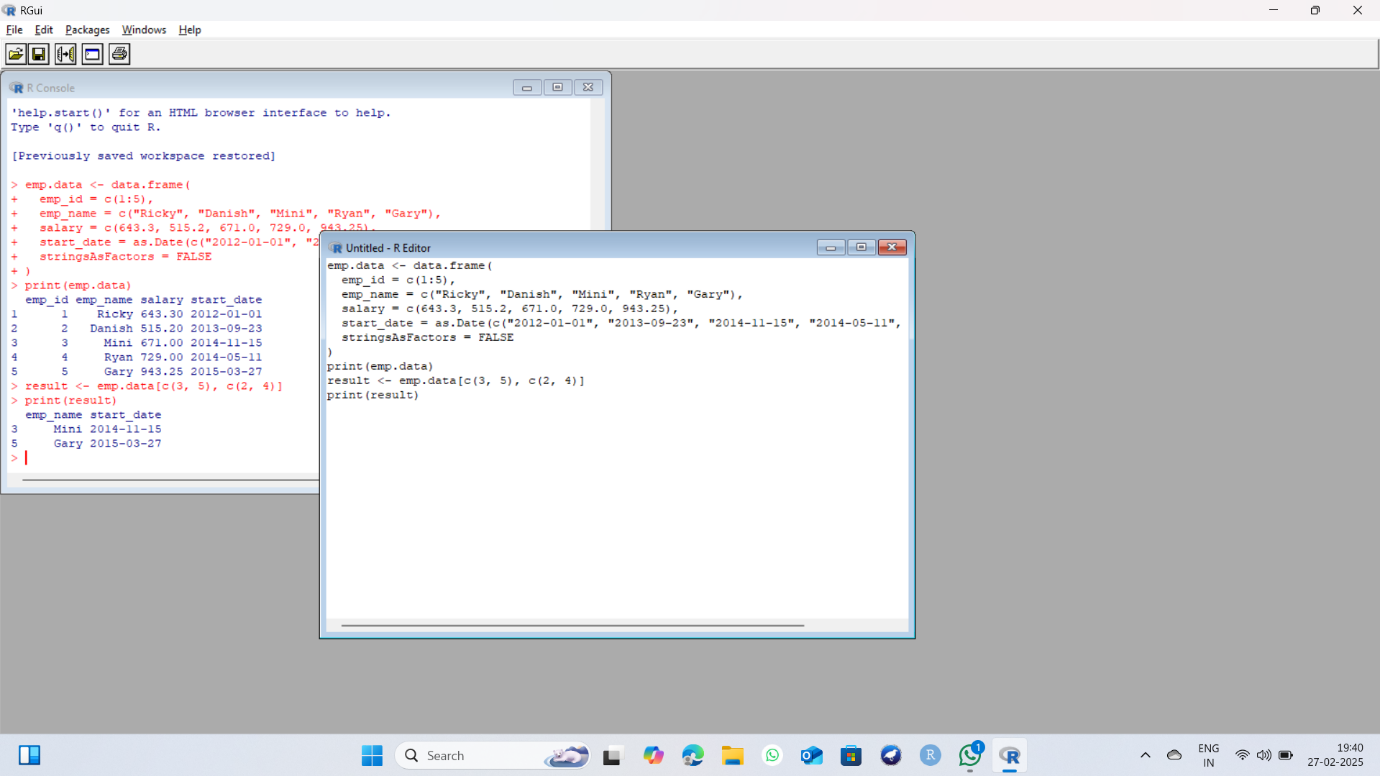 RGui
File Edit Packages Windows Help
R Console
'help.start()' for an HTML browser interface to help.
Type 'q()' to quit R.
[Previously saved workspace restored]
> emp.data <- data.frame(
+   emp_id = c(1:5),
+   emp_name = c("Ricky", "Danish", "Mini", "Ryan", "Gary"),
+   salary = c(643.3, 515.2, 671.0, 729.0, 943.25),
+   start_date = as.Date(c("2012-01-01", "2
+   stringsAsFactors = FALSE
+ )
> print(emp.data)
  emp_id emp_name salary start_date
1      1    Ricky 643.30 2012-01-01
2      2   Danish 515.20 2013-09-23
3      3     Mini 671.00 2014-11-15
4      4     Ryan 729.00 2014-05-11
5      5     Gary 943.25 2015-03-27
> result <- emp.data[c(3, 5), c(2, 4)]
> print(result)
  emp_name start_date
3     Mini 2014-11-15
5     Gary 2015-03-27
>
Untitled - R Editor
emp.data <- data.frame(
  emp_id = c(1:5),
  emp_name = c("Ricky", "Danish", "Mini", "Ryan", "Gary"),
  salary = c(643.3, 515.2, 671.0, 729.0, 943.25),
  start_date = as.Date(c("2012-01-01", "2013-09-23", "2014-11-15", "2014-05-11",
  stringsAsFactors = FALSE
)
print(emp.data)
result <- emp.data[c(3, 5), c(2, 4)]
print(result)
Search
1
ENG
IN
19:40
27-02-2025